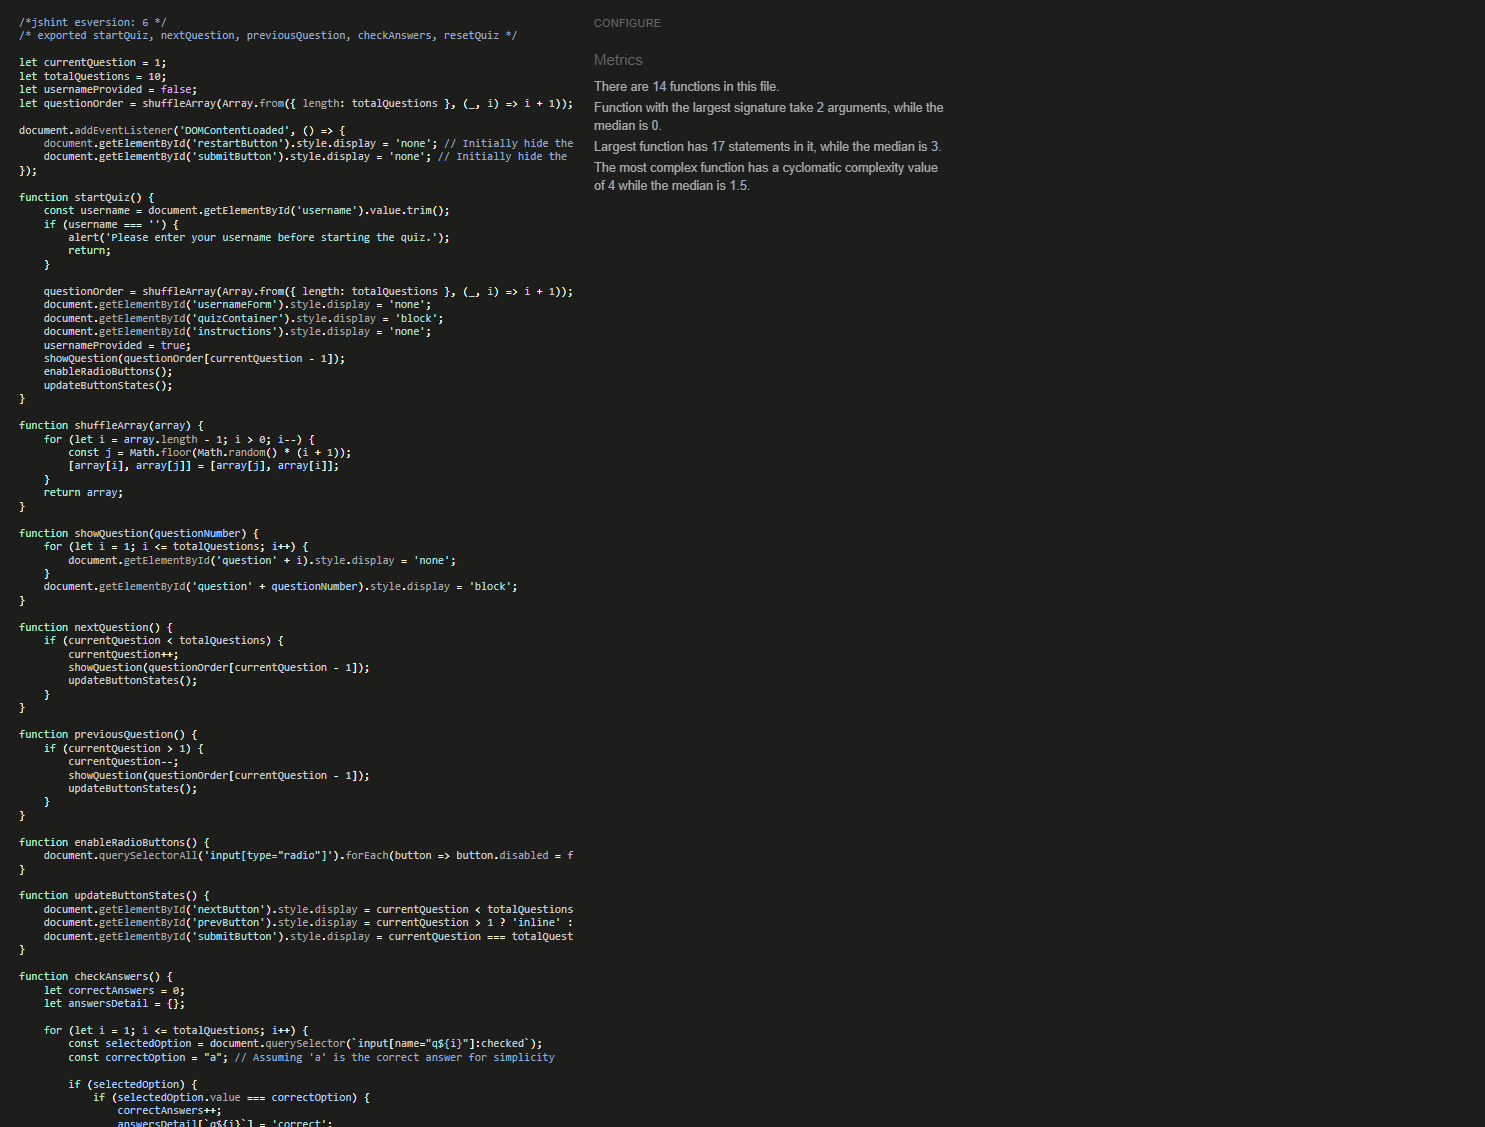 /*jshint esversion: 6 */
/* exported startQuiz, nextQuestion, previousQuestion, checkAnswers, resetQuiz */
let currentQuestion = 1;
let totalQuestions = 10;
let usernameProvided = false;
let questionOrder = shuffleArray(Array.from({ length: totalQuestions }, (_, i) => i + 1));
document.addEventListener('DOMContentLoaded', () => {
    document.getElementById('restartButton').style.display = 'none'; // Initially hide the
    document.getElementById('submitButton').style.display = 'none'; // Initially hide the
});
function startQuiz() {
    const username = document.getElementById('username').value.trim();
    if (username === '') {
        alert('Please enter your username before starting the quiz.');
        return;
    }
    questionOrder = shuffleArray(Array.from({ length: totalQuestions }, (_, i) => i + 1));
    document.getElementById('usernameForm').style.display = 'none';
    document.getElementById('quizContainer').style.display = 'block';
    document.getElementById('instructions').style.display = 'none';
    usernameProvided = true;
    showQuestion(questionOrder[currentQuestion - 1]);
    enableRadioButtons();
    updateButtonStates();
}
function shuffleArray(array) {
    for (let i = array.length - 1; i > 0; i--) {
        const j = Math.floor(Math.random() * (i + 1));
        [array[i], array[j]] = [array[j], array[i]];
    }
    return array;
}
function showQuestion(questionNumber) {
    for (let i = 1; i <= totalQuestions; i++) {
        document.getElementById('question' + i).style.display = 'none';
    }
    document.getElementById('question' + questionNumber).style.display = 'block';
}
function nextQuestion() {
    if (currentQuestion < totalQuestions) {
        currentQuestion++;
        showQuestion(questionOrder[currentQuestion - 1]);
        updateButtonStates();
    }
}
function previousQuestion() {
    if (currentQuestion > 1) {
        currentQuestion--;
        showQuestion(questionOrder[currentQuestion - 1]);
        updateButtonStates();
    }
}
function enableRadioButtons() {
    document.querySelectorAll('input[type="radio"]').forEach(button => button.disabled = f
}
function updateButtonStates() {
    document.getElementById('nextButton').style.display = currentQuestion < totalQuestions
    document.getElementById('prevButton').style.display = currentQuestion > 1 ? 'inline' :
    document.getElementById('submitButton').style.display = currentQuestion === totalQuest
}
function checkAnswers() {
    let correctAnswers = 0;
    let answersDetail = {};
    for (let i = 1; i <= totalQuestions; i++) {
        const selectedOption = document.querySelector(`input[name="q${i}"]:checked`);
        const correctOption = "a"; // Assuming 'a' is the correct answer for simplicity
        if (selectedOption) {
            if (selectedOption.value === correctOption) {
                correctAnswers++;
                answersDetail[`q${i}`] = 'correct';
CONFIGURE
Metrics
There are 14 functions in this file.
Function with the largest signature take 2 arguments, while the
median is 0.
Largest function has 17 statements in it, while the median is 3.
The most complex function has a cyclomatic complexity value
of 4 while the median is 1.5.